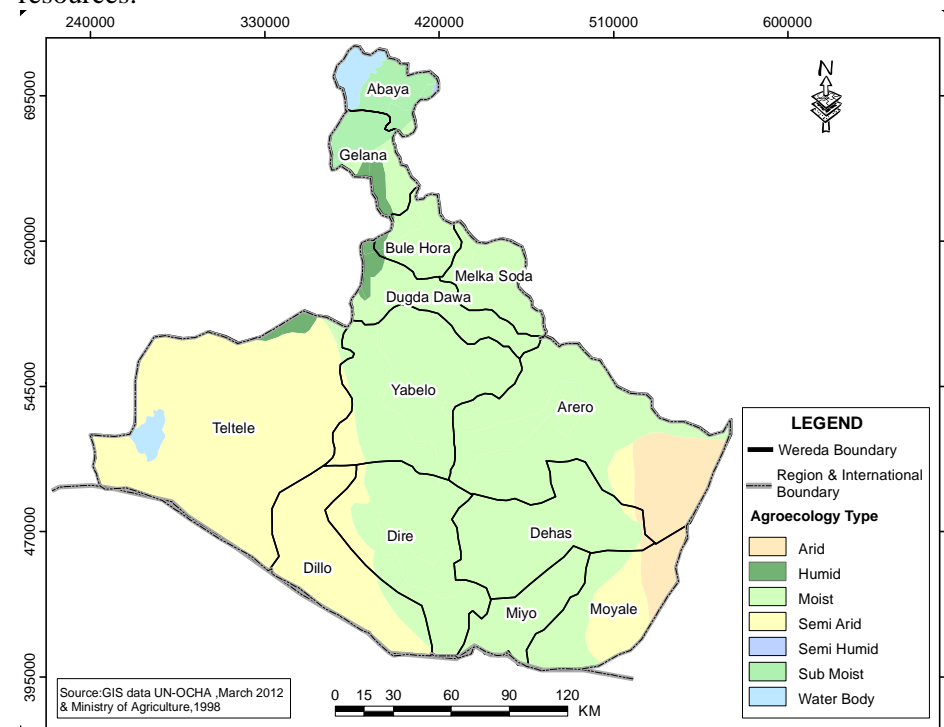 resources.
240000 330000 420000 510000 600000
N
695000
620000
545000
470000
395000
Abaya
Gelana
Bule Hora
Melka Soda
Dugda Dawa
Yabelo
Arero
Teltele
Dire
Dehas
Dillo
Miyo
Moyale
LEGEND
Wereda Boundary
Region & International
Boundary
Agroecology Type
Arid
Humid
Moist
Semi Arid
Semi Humid
Sub Moist
Water Body
Source:GIS data UN-OCHA ,March 2012
& Ministry of Agriculture,1998
0 15 30 60 90 120
KM